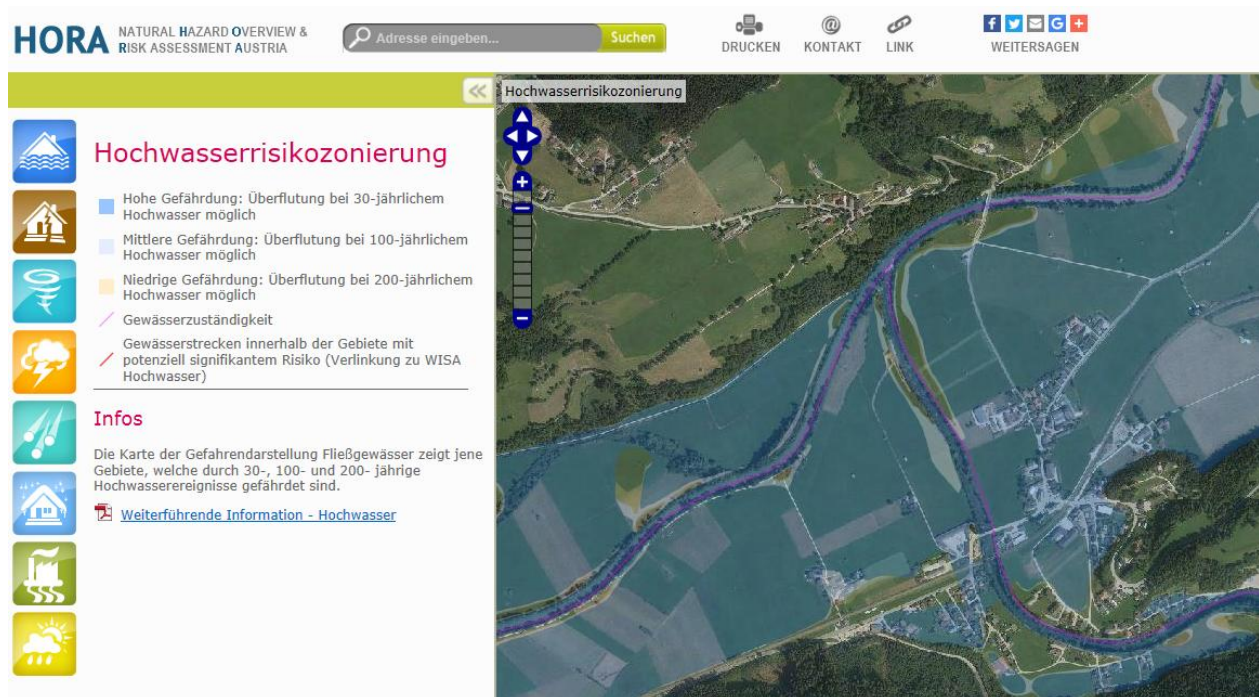 HORA
NATURAL HAZARD OVERVIEW &
RISK ASSESSMENT AUSTRIA
Adresse eingeben...
Suchen
DRUCKEN
KONTAKT
LINK
WEITERSAGEN
Hochwasserrisikozonierung
Hochwasserrisikozonierung
Hohe Gefährdung: Überflutung bei 30-jährlichem
Hochwasser möglich
Mittlere Gefährdung: Überflutung bei 100-jährlichem
Hochwasser möglich
Niedrige Gefährdung: Überflutung bei 200-jährlichem
Hochwasser möglich
Gewässerzuständigkeit
Gewässerstrecken innerhalb der Gebiete mit
potenziell signifikantem Risiko (Verlinkung zu WISA
Hochwasser)
Infos
Die Karte der Gefahrendarstellung Fließgewässer zeigt jene
Gebiete, welche durch 30-, 100- und 200- jährige
Hochwasserereignisse gefährdet sind.
Weiterführende Information - Hochwasser